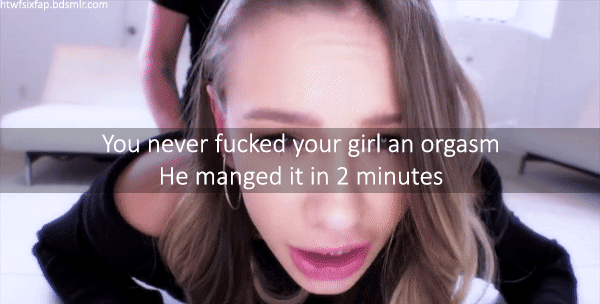 htwfsixfap.bdsmlr.com
You never fucked your girl an orgasm
He manged it in 2 minutes